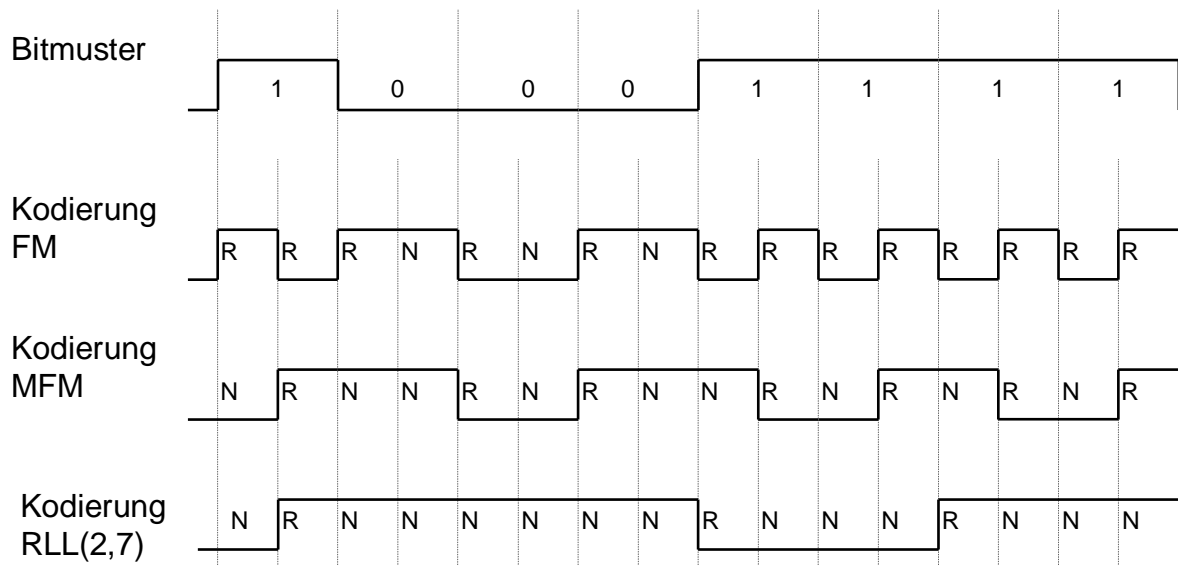 Bitmuster
1 0 0 0 1 1 1 1
Kodierung
FM
R R R N R N R N R R R R R R R R
Kodierung
MFM
N R N N R N R N N R N R N R N R
Kodierung
RLL(2,7)
N R N N N N N N R N N N R N N N